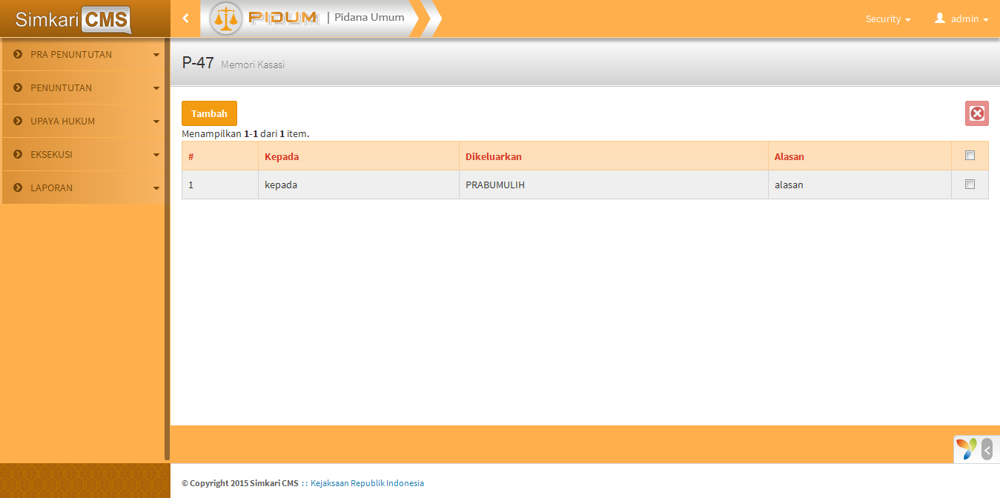 Simkari CMS
PIDUM | Pidana Umum
Security
admin
PRA PENUNTUTAN
PENUNTUTAN
UPAYA HUKUM
EKSEKUSI
LAPORAN
P-47 Memori Kasasi
Tambah
Menampilkan 1-1 dari 1 item.
# Kepada Dikeluarkan Alasan
1 kepada PRABUMULIH alasan
© Copyright 2015 Simkari CMS :: Kejaksaan Republik Indonesia